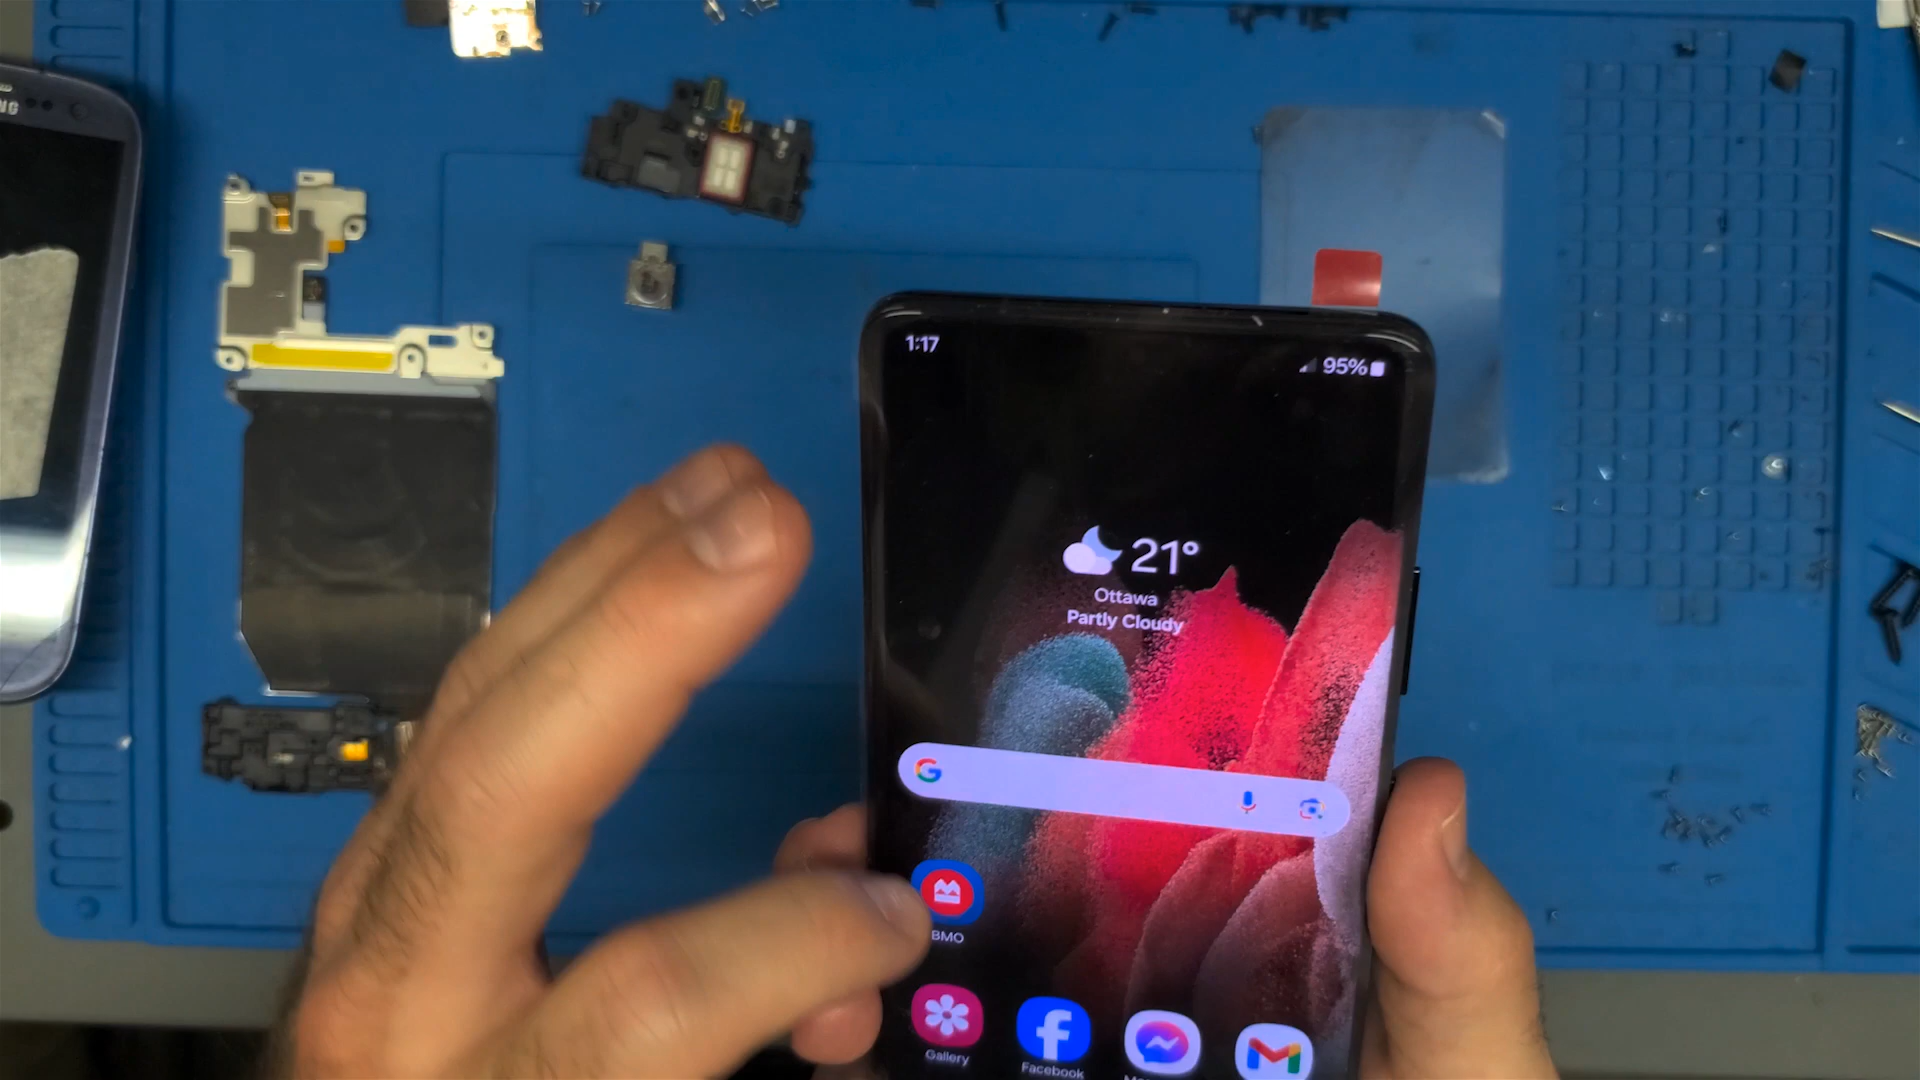 NG
1:17
95%
21°
Ottawa
Partly Cloudy
G
BMO
Gallery
Facebook